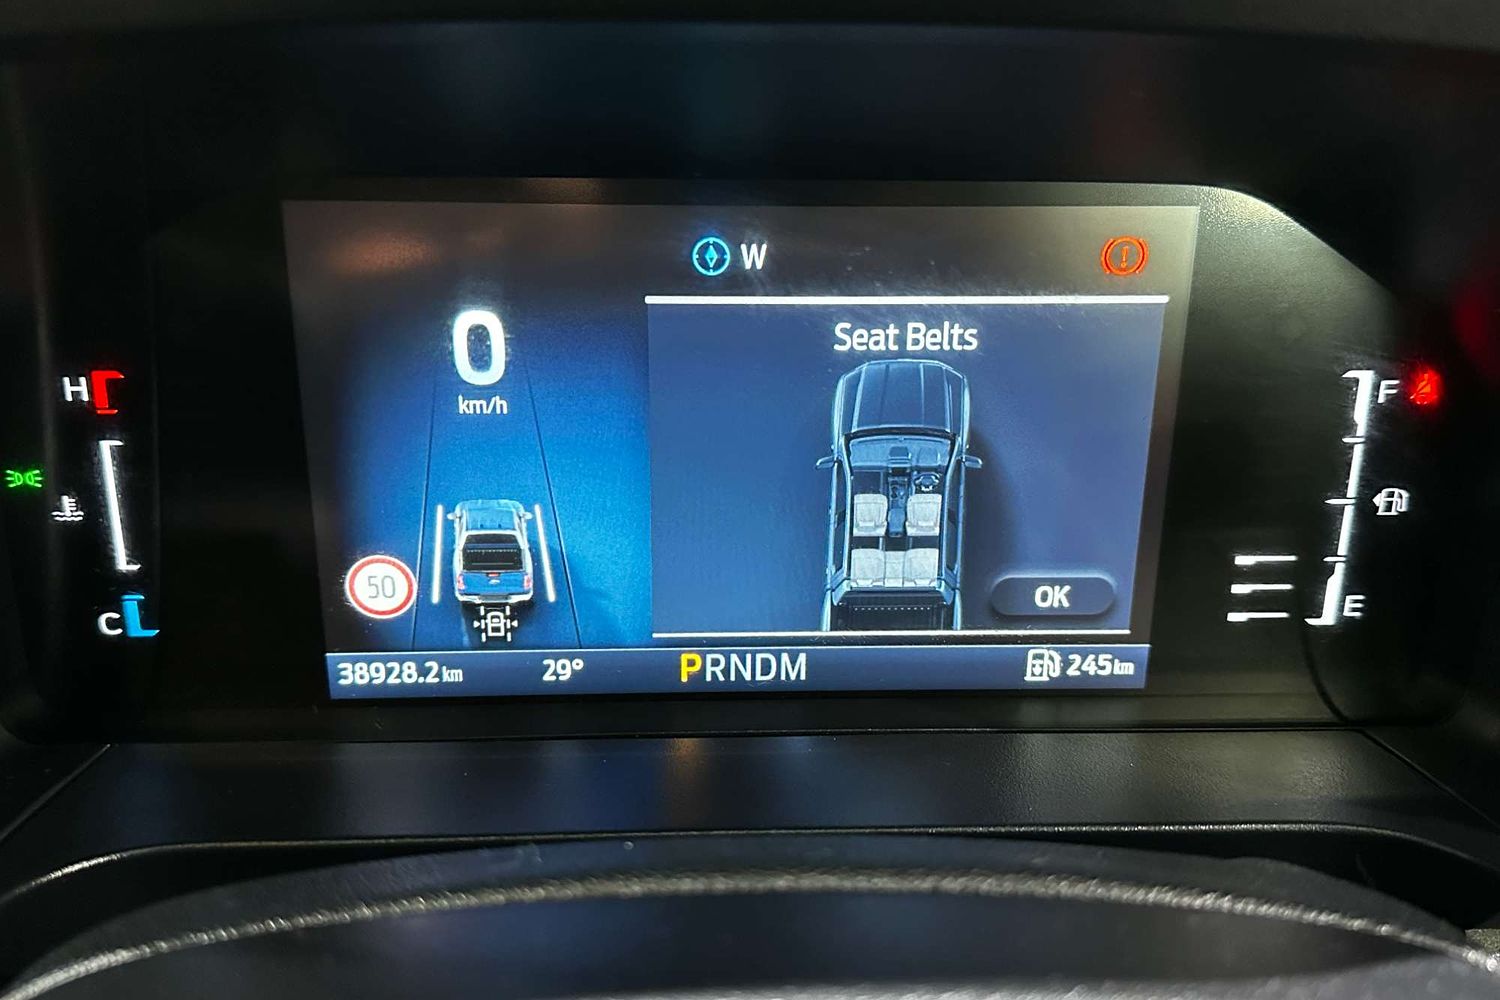 W
0
km/h
Seat Belts
H
F
50
OK
C
E
38928.2 km
29°
PRNDM
245 km